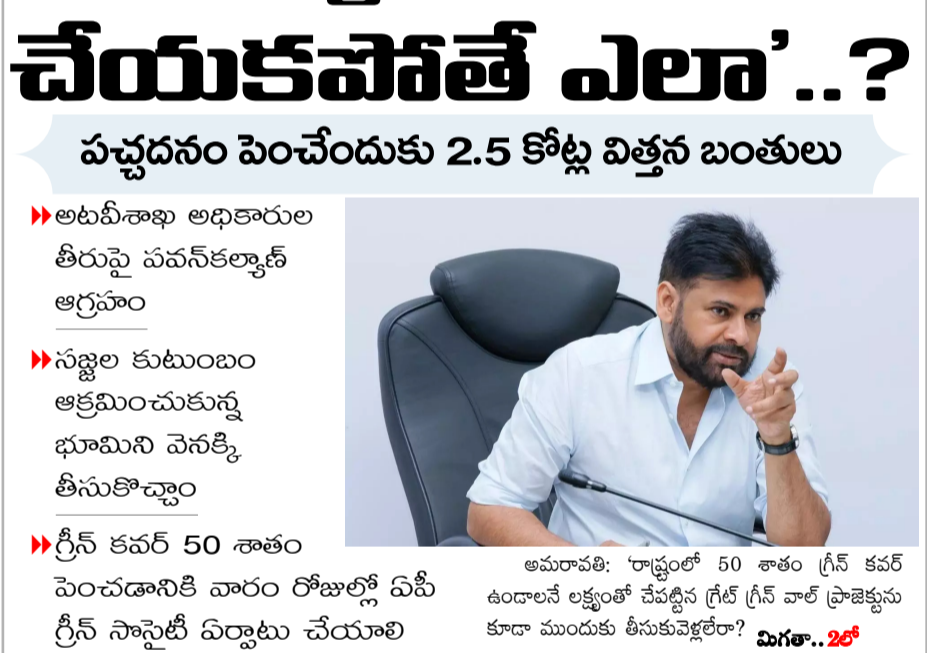 చేయకపోతే ఎలా’..?
పచ్చదనం పెంచేందుకు 2.5 కోట్ల విత్తన బంతులు
అటవీశాఖ అధికారుల
తీరుపై పవన్‌కల్యాణ్
ఆగ్రహం
సజ్జల కుటుంబం
ఆక్రమించుకున్న
భూమిని వెనక్కి
తీసుకొచ్చాం
గ్రీన్ కవర్ 50 శాతం
పెంచడానికి వారం రోజుల్లో ఏపీ
గ్రీన్ సొసైటీ ఏర్పాటు చేయాలి
అమరావతి: ‘రాష్ట్రంలో 50 శాతం గ్రీన్ కవర్
ఉండాలనే లక్ష్యంతో చేపట్టిన గ్రేట్ గ్రీన్ వాల్ ప్రాజెక్టును
కూడా ముందుకు తీసుకువెళ్లలేరా? మిగతా..2లో